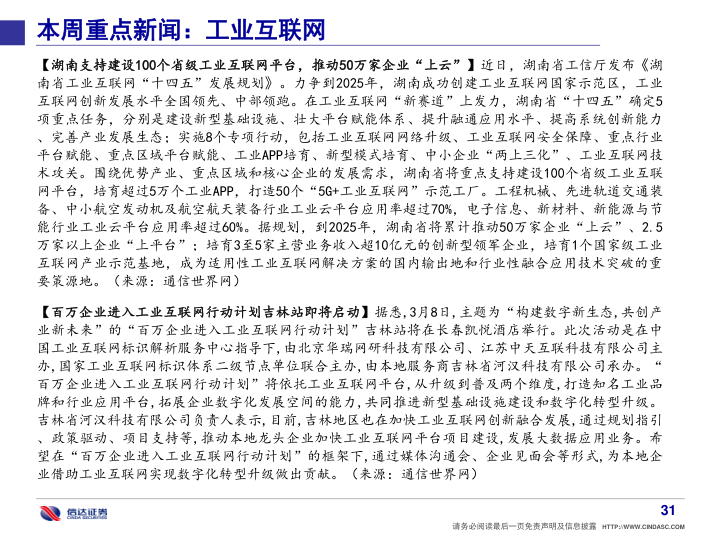 本周重点新闻：工业互联网
【湖南支持建设100个省级工业互联网平台，推动50万家企业“上云”】近日，湖南省工信厅发布《湖
南省工业互联网“十四五”发展规划》。力争到2025年，湖南成功创建工业互联网国家示范区，工业
互联网创新发展水平全国领先、中部领跑。在工业互联网“新赛道”上发力，湖南省“十四五”确定5
项重点任务，分别是建设新型基础设施、壮大平台赋能体系、提升融通应用水平、提高系统创新能力
、完善产业发展生态；实施8个专项行动，包括工业互联网网络升级、工业互联网安全保障、重点行业
平台赋能、重点区域平台赋能、工业APP培育、新型模式培育、中小企业“两上三化”、工业互联网技
术攻关。围绕优势产业、重点区域和核心企业的发展需求，湖南省将重点支持建设100个省级工业互联
网平台，培育超过5万个工业APP，打造50个“5G+工业互联网”示范工厂。工程机械、先进轨道交通装
备、中小航空发动机及航空航天装备行业工业云平台应用率超过70%，电子信息、新材料、新能源与节
能行业工业云平台应用率超过60%。据规划，到2025年，湖南省将累计推动50万家企业“上云”、2.5
万家以上企业“上平台”；培育3至5家主营业务收入超10亿元的创新型领军企业，培育1个国家级工业
互联网产业示范基地，成为适用性工业互联网解决方案的国内输出地和行业性融合应用技术突破的重
要策源地。（来源：通信世界网）
【百万企业进入工业互联网行动计划吉林站即将启动】据悉,3月8日,主题为“构建数字新生态,共创产
业新未来”的“百万企业进入工业互联网行动计划”吉林站将在长春凯悦酒店举行。此次活动是在中
国工业互联网标识解析服务中心指导下,由北京华瑞网研科技有限公司、江苏中天互联科技有限公司主
办,国家工业互联网标识体系二级节点单位联合主办,由本地服务商吉林省河汉科技有限公司承办。“
百万企业进入工业互联网行动计划”将依托工业互联网平台,从升级到普及两个维度,打造知名工业品
牌和行业应用平台,拓展企业数字化发展空间的能力,共同推进新型基础设施建设和数字化转型升级。
吉林省河汉科技有限公司负责人表示,目前,吉林地区也在加快工业互联网创新融合发展,通过规划指引
、政策驱动、项目支持等,推动本地龙头企业加快工业互联网平台项目建设,发展大数据应用业务。希
望在“百万企业进入工业互联网行动计划”的框架下,通过媒体沟通会、企业见面会等形式,为本地企
业借助工业互联网实现数字化转型升级做出贡献。（来源：通信世界网）
信达证券
CINDA SECURITIES
31
请务必阅读最后一页免责声明及信息披露 HTTP://WWW.CINDASC.COM